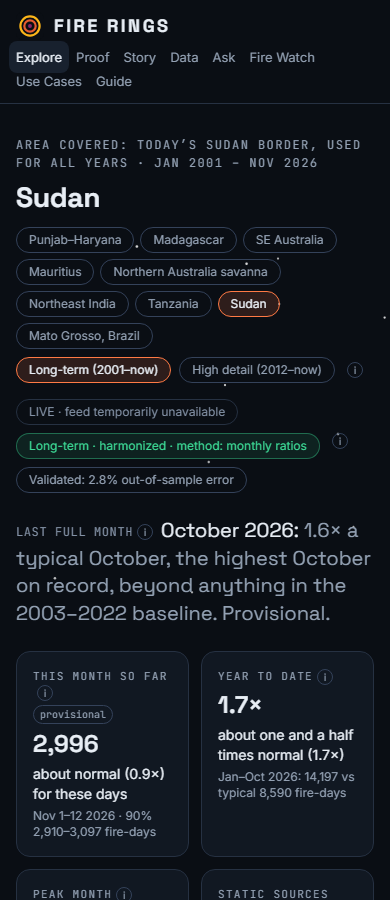 FIRE RINGS
Explore Proof Story Data Ask Fire Watch
Use Cases Guide
AREA COVERED: TODAY’S SUDAN BORDER, USED
FOR ALL YEARS · JAN 2001 – NOV 2026
Sudan
Punjab–Haryana Madagascar SE Australia
Mauritius Northern Australia savanna
Northeast India Tanzania Sudan
Mato Grosso, Brazil
Long-term (2001–now) High detail (2012–now) i
LIVE · feed temporarily unavailable
Long-term · harmonized · method: monthly ratios i
Validated: 2.8% out-of-sample error
LAST FULL MONTH i October 2026: 1.6× a
typical October, the highest October
on record, beyond anything in the
2003–2022 baseline. Provisional.
THIS MONTH SO FAR i
provisional
2,996
about normal (0.9×)
for these days
Nov 1–12 2026 · 90%
2,910–3,097 fire-days
YEAR TO DATE i
1.7×
about one and a half
times normal (1.7×)
Jan–Oct 2026: 14,197 vs
typical 8,590 fire-days
PEAK MONTH i
STATIC SOURCES